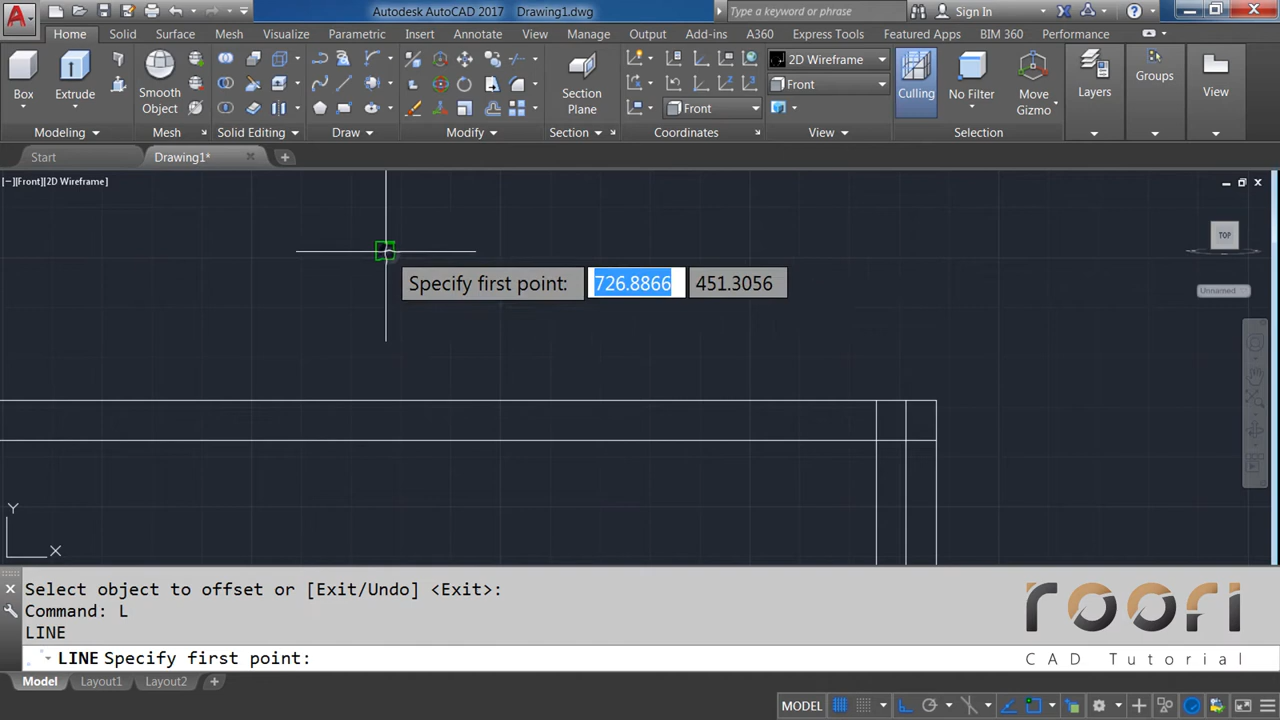 A
Autodesk AutoCAD 2017 Drawing1.dwg
Type a keyword or phrase
Sign In
Home Solid Surface Mesh Visualize Parametric Insert Annotate View Manage Output Add-ins A360 Express Tools Featured Apps BIM 360 Performance
Box
Extrude
Smooth Object
Section Plane
2D Wireframe
Front
Front
Culling
No Filter
Move Gizmo
Layers
Groups
View
Modeling Mesh Solid Editing Draw Modify Section Coordinates View Selection
Start Drawing1*
[−][Front][2D Wireframe]
TOP
Unnamed
Specify first point: 726.8866 451.3056
Y
X
Select object to offset or [Exit/Undo] <Exit>:
Command: L
LINE
LINE Specify first point:
roofi
CAD Tutorial
Model Layout1 Layout2
MODEL